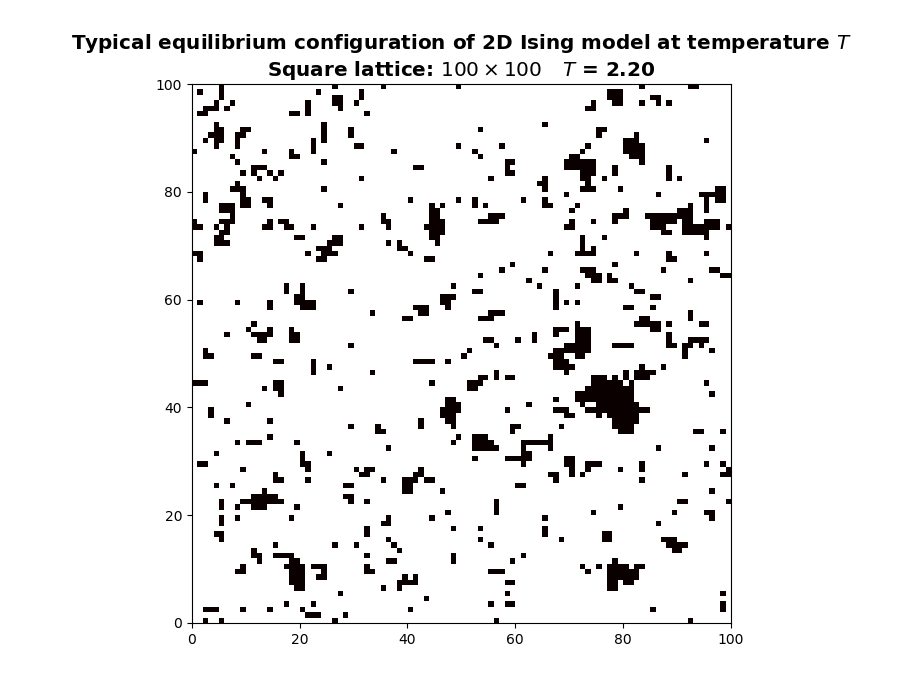 Typical equilibrium configuration of 2D Ising model at temperature T
Square lattice: 100 × 100 T = 2.20
100
80
60
40
20
0
0 20 40 60 80 100